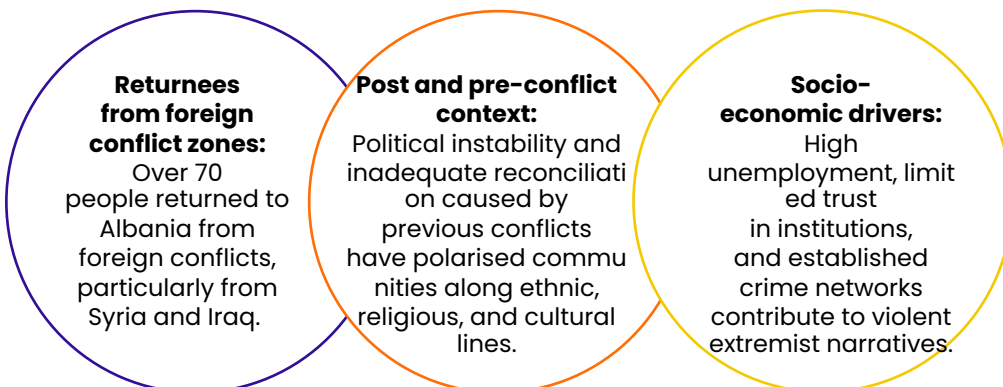 Returnees
from foreign
conflict zones:
Over 70
people returned to
Albania from
foreign conflicts,
particularly from
Syria and Iraq.
Post and pre-conflict
context:
Political instability and
inadequate reconciliati
on caused by
previous conflicts
have polarised commu
nities along ethnic,
religious, and cultural
lines.
Socio-
economic drivers:
High
unemployment, limit
ed trust
in institutions,
and established
crime networks
contribute to violent
extremist narratives.